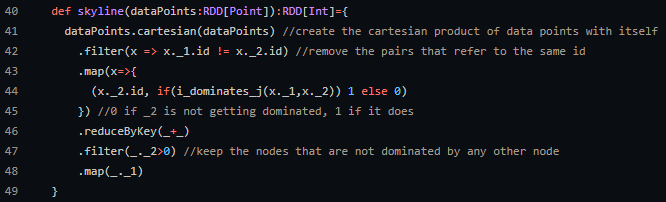 40 def skyline(dataPoints:RDD[Point]):RDD[Int]={
41 dataPoints.cartesian(dataPoints) //create the cartesian product of data points with itself
42 .filter(x => x._1.id != x._2.id) //remove the pairs that refer to the same id
43 .map(x=>{
44 (x._2.id, if(i_dominates_j(x._1,x._2)) 1 else 0)
45 }) //0 if _2 is not getting dominated, 1 if it does
46 .reduceByKey(_+_)
47 .filter(_._2>0) //keep the nodes that are not dominated by any other node
48 .map(_._1)
49 }